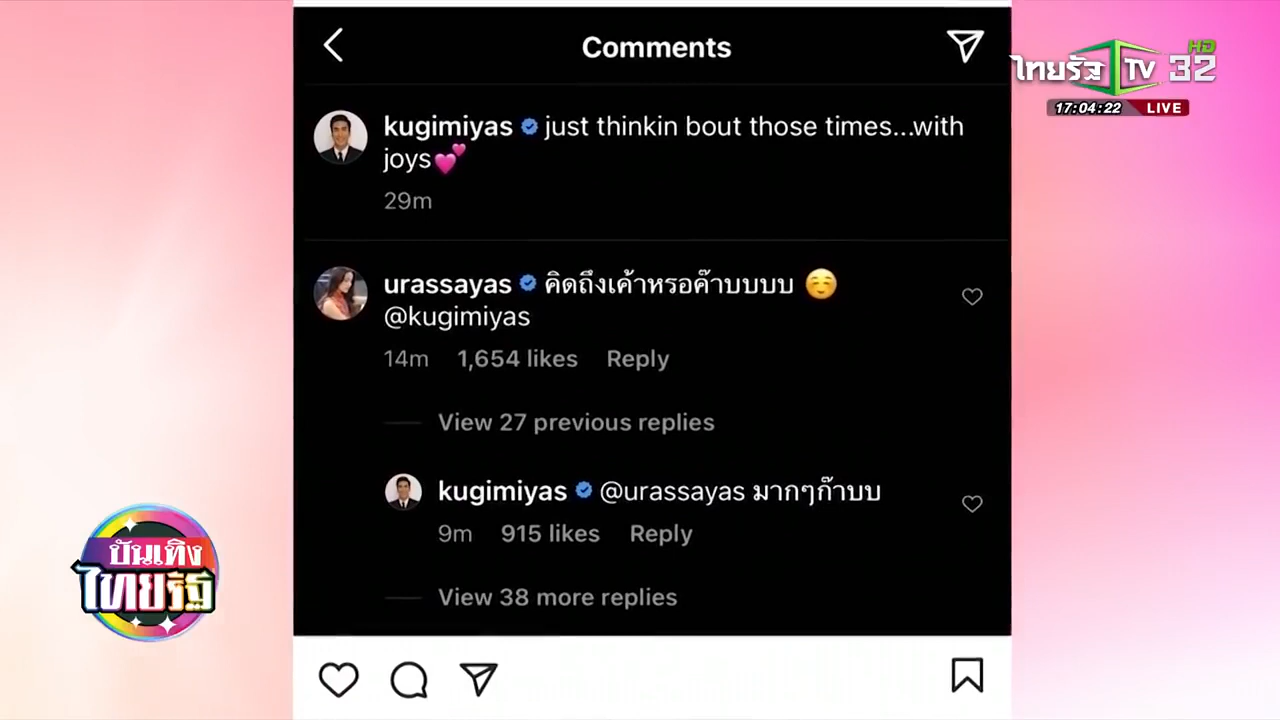 Comments
ไทยรัฐ TV HD 32
17:04:22 LIVE
kugimiyas just thinkin bout those times...with
joys💕
29m
urassayas คิดถึงเค้าหรอค๊าบบบบ ☺️
@kugimiyas
14m 1,654 likes Reply
View 27 previous replies
kugimiyas @urassayas มากๆก๊าบบ
9m 915 likes Reply
View 38 more replies
บันเทิง
ไทยรัฐ